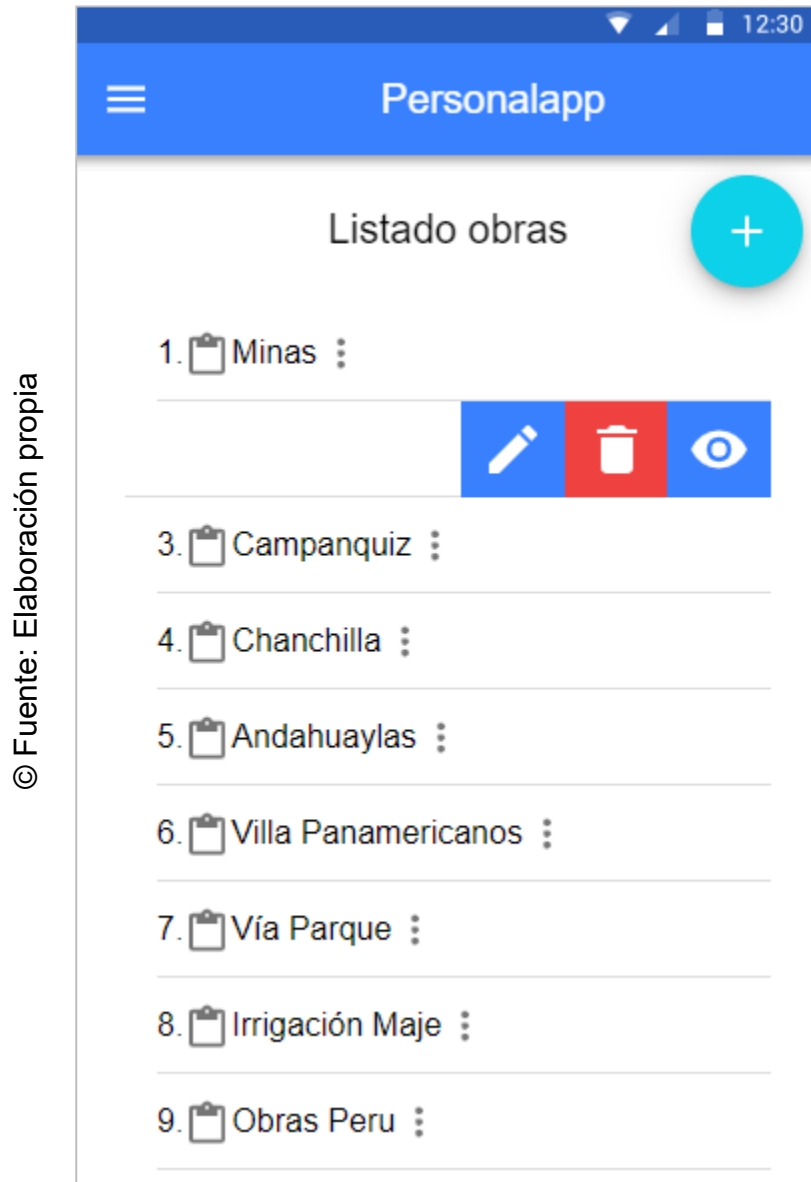 12:30
Personalapp
Listado obras
1. Minas
3. Campanquiz
4. Chanchilla
5. Andahuaylas
6. Villa Panamericanos
7. Vía Parque
8. Irrigación Maje
9. Obras Peru
© Fuente: Elaboración propia